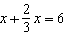 x + 2/3 x = 6